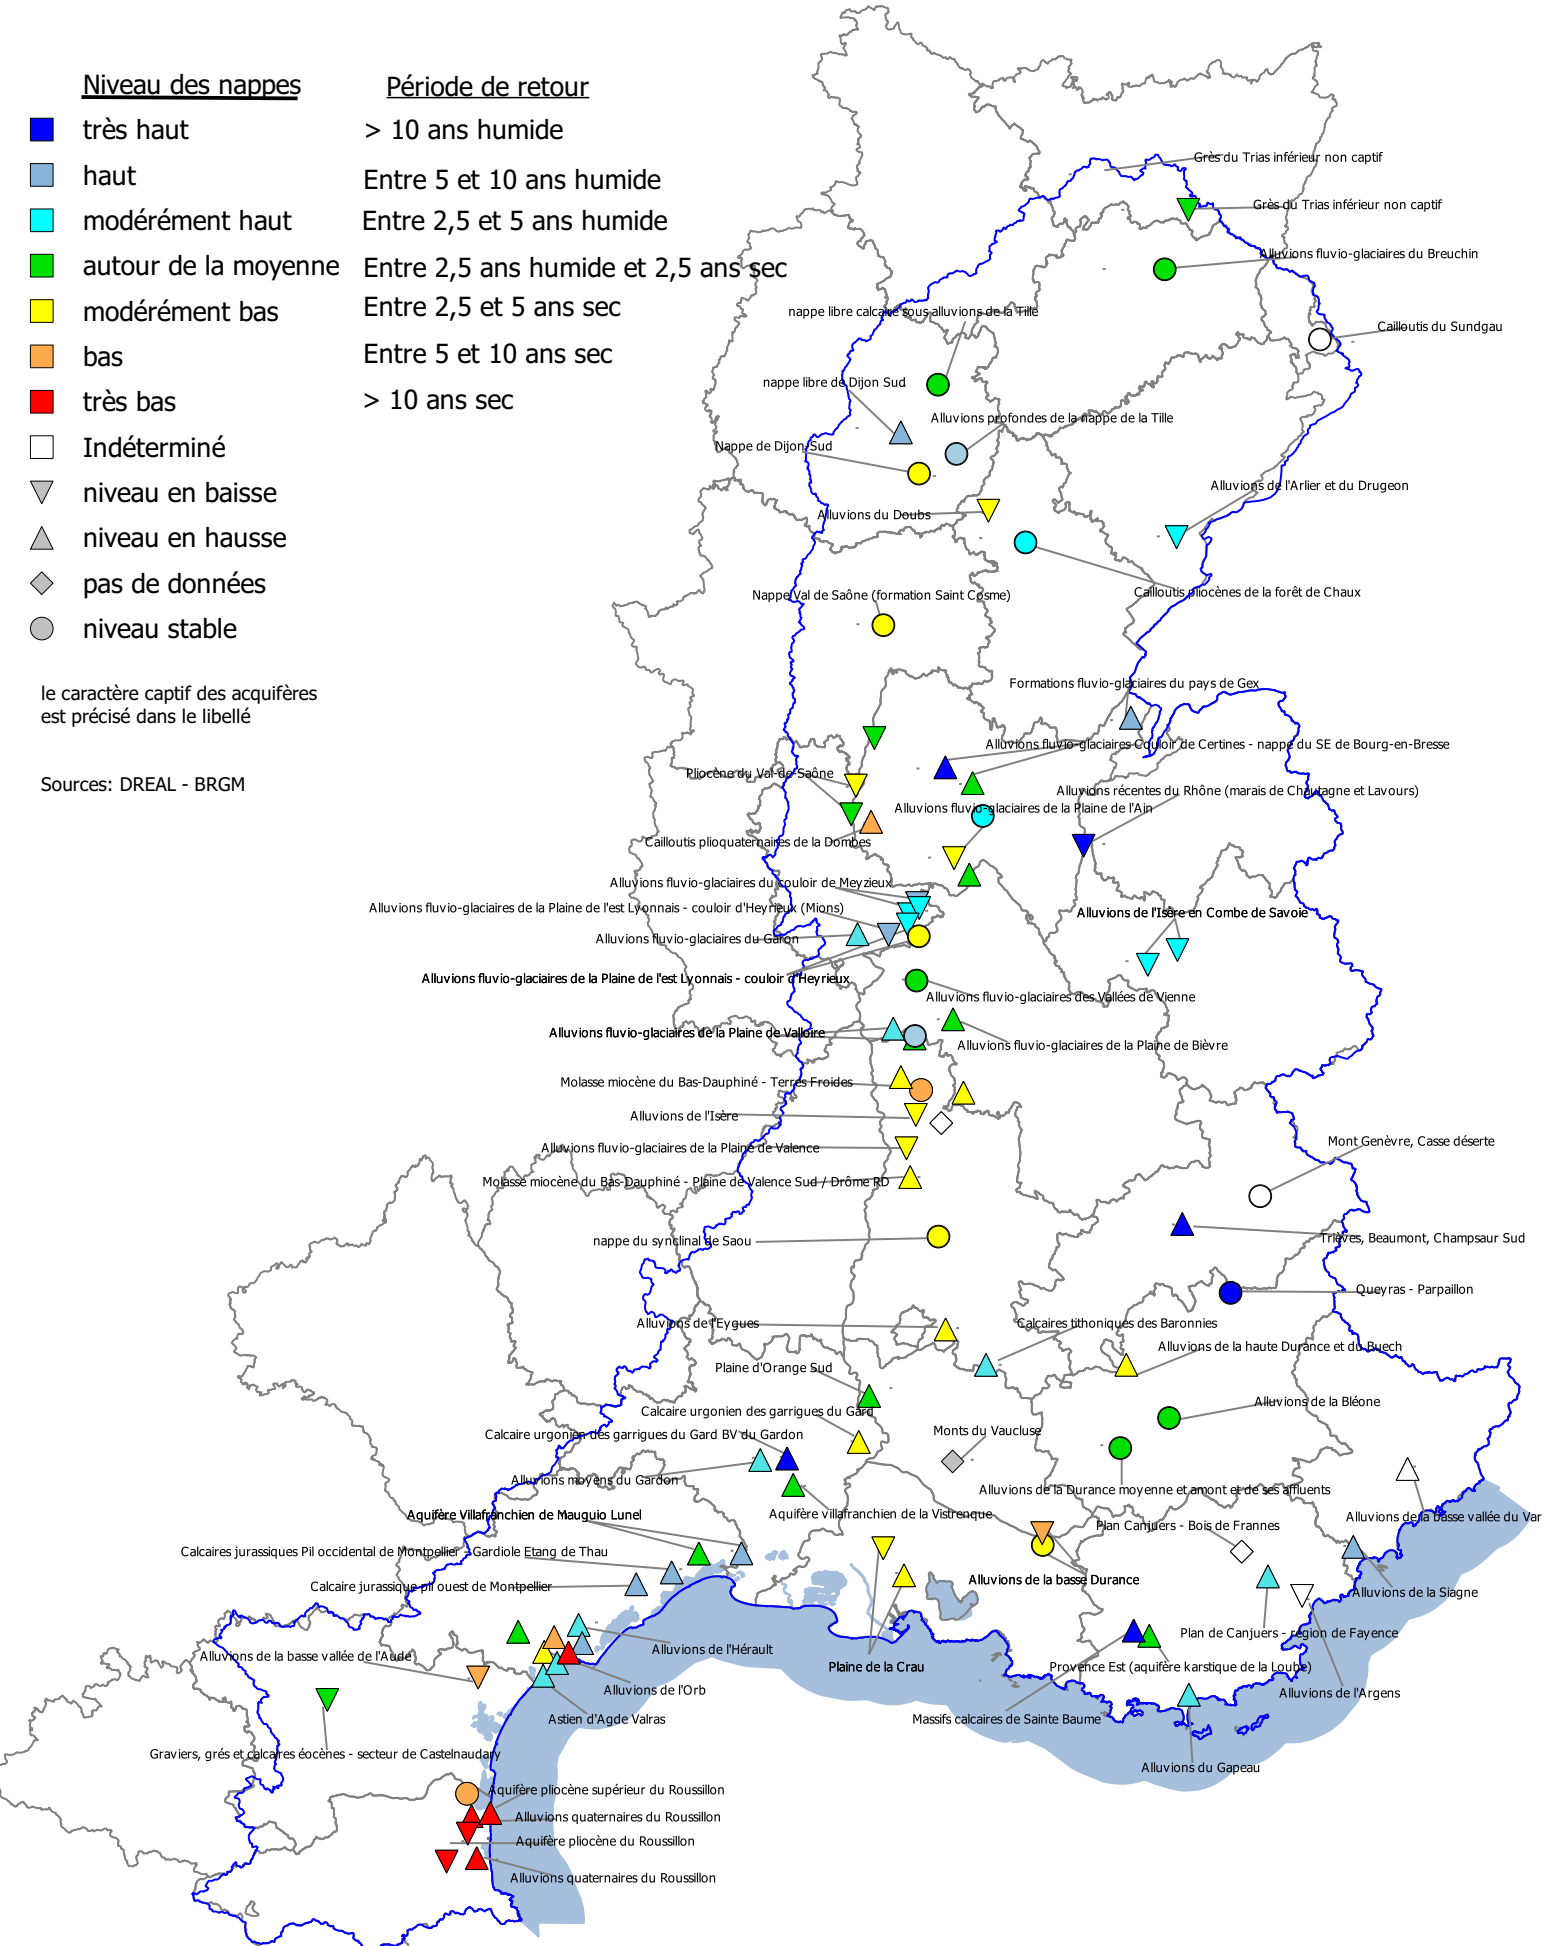 Niveau des nappes
Période de retour
très haut
> 10 ans humide
haut
Entre 5 et 10 ans humide
modérément haut
Entre 2,5 et 5 ans humide
autour de la moyenne
Entre 2,5 ans humide et 2,5 ans sec
modérément bas
Entre 2,5 et 5 ans sec
bas
Entre 5 et 10 ans sec
très bas
> 10 ans sec
Indéterminé
niveau en baisse
niveau en hausse
pas de données
niveau stable
le caractère captif des acquifères
est précisé dans le libellé
Sources: DREAL - BRGM
Grès du Trias inférieur non captif
Grès du Trias inférieur non captif
Alluvions fluvio-glaciaires du Breuchin
nappe libre calcaire sous alluvions de la Tille
Cailloutis du Sundgau
nappe libre de Dijon Sud
Alluvions profondes de la nappe de la Tille
Nappe de Dijon-Sud
Alluvions de l'Arlier et du Drugeon
Alluvions du Doubs
Cailloutis pliocènes de la forêt de Chaux
Nappe Val de Saône (formation Saint Cosme)
Formations fluvio-glaciaires du pays de Gex
Alluvions fluvio-glaciaires Couloir de Certines - nappe du SE de Bourg-en-Bresse
Pliocène du Val-de-Saône
Alluvions récentes du Rhône (marais de Chautagne et Lavours)
Alluvions fluvio-glaciaires de la Plaine de l'Ain
Cailloutis plioquaternaires de la Dombes
Alluvions fluvio-glaciaires du couloir de Meyzieux
Alluvions fluvio-glaciaires de la Plaine de l'est Lyonnais - couloir d'Heyrieux (Mions)
Alluvions de l'Isère en Combe de Savoie
Alluvions fluvio-glaciaires du Garon
Alluvions fluvio-glaciaires de la Plaine de l'est Lyonnais - couloir d'Heyrieux
Alluvions fluvio-glaciaires des Vallées de Vienne
Alluvions fluvio-glaciaires de la Plaine de Valloire
Alluvions fluvio-glaciaires de la Plaine de Bièvre
Molasse miocène du Bas-Dauphiné - Terres Froides
Alluvions de l'Isère
Mont Genèvre, Casse déserte
Alluvions fluvio-glaciaires de la Plaine de Valence
Molasse miocène du Bas-Dauphiné - Plaine de Valence Sud / Drôme RD
Trièves, Beaumont, Champsaur Sud
nappe du synclinal de Saou
Queyras - Parpaillon
Alluvions de l'Eygues
Calcaires tithoniques des Baronnies
Alluvions de la haute Durance et du Buech
Plaine d'Orange Sud
Alluvions de la Bléone
Calcaire urgonien des garrigues du Gard
Monts du Vaucluse
Calcaire urgonien des garrigues du Gard BV du Gardon
Alluvions moyens du Gardon
Alluvions de la Durance moyenne et amont et de ses affluents
Aquifère Villafranchien de Mauguio Lunel
Aquifère villafranchien de la Vistrenque
Alluvions de la basse vallée du Var
Plan Canjuers - Bois de Frannes
Calcaires jurassiques Pil occidental de Montpellier - Gardiole Etang de Thau
Alluvions de la basse Durance
Calcaire jurassique pli ouest de Montpellier
Alluvions de la Siagne
Plan de Canjuers - région de Fayence
Alluvions de l'Hérault
Alluvions de la basse vallée de l'Aude
Plaine de la Crau
Provence Est (aquifère karstique de la Loube)
Alluvions de l'Orb
Alluvions de l'Argens
Astien d'Agde Valras
Massifs calcaires de Sainte Baume
Graviers, grés et calcaires éocènes - secteur de Castelnaudary
Alluvions du Gapeau
Aquifère pliocène supérieur du Roussillon
Alluvions quaternaires du Roussillon
Aquifère pliocène du Roussillon
Alluvions quaternaires du Roussillon